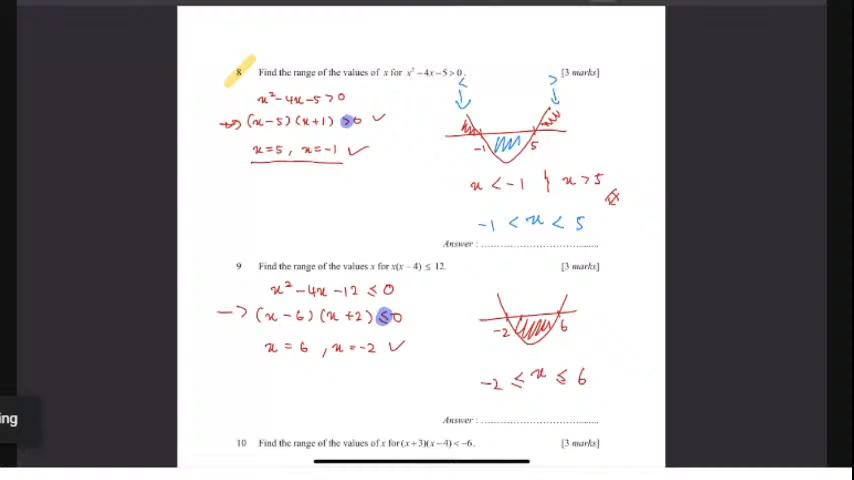 8 Find the range of the values of x for x² − 4x − 5 > 0. [3 marks]
x² − 4x − 5 > 0
(x − 5)(x + 1) > 0 ✓
x = 5, x = −1 ✓
< >
−1 5
x < −1 , x > 5
−1 < x < 5
Answer : ......................................
9 Find the range of the values x for x(x − 4) ≤ 12. [3 marks]
x² − 4x − 12 ≤ 0
→ (x − 6)(x + 2) ≤ 0
x = 6, x = −2 ✓
−2 6
−2 ≤ x ≤ 6
Answer : ......................................
ing
10 Find the range of the values of x for (x + 3)(x − 4) < −6. [3 marks]